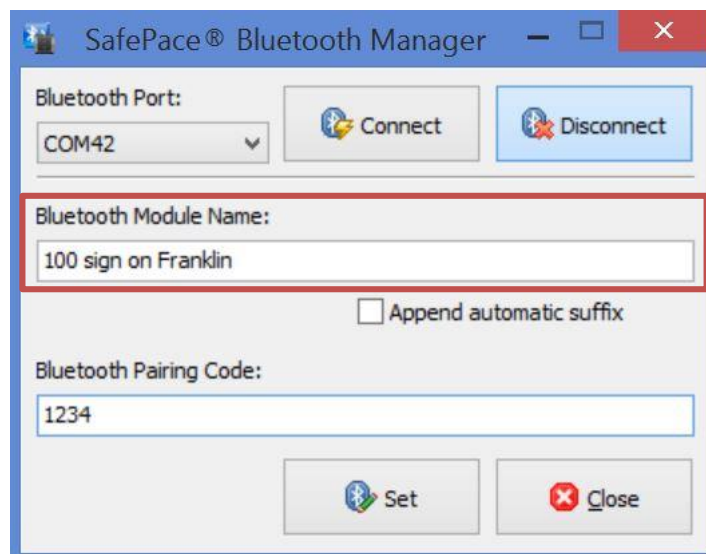 SafePace® Bluetooth Manager
Bluetooth Port:
COM42
Connect
Disconnect
Bluetooth Module Name:
100 sign on Franklin
Append automatic suffix
Bluetooth Pairing Code:
1234
Set
Close